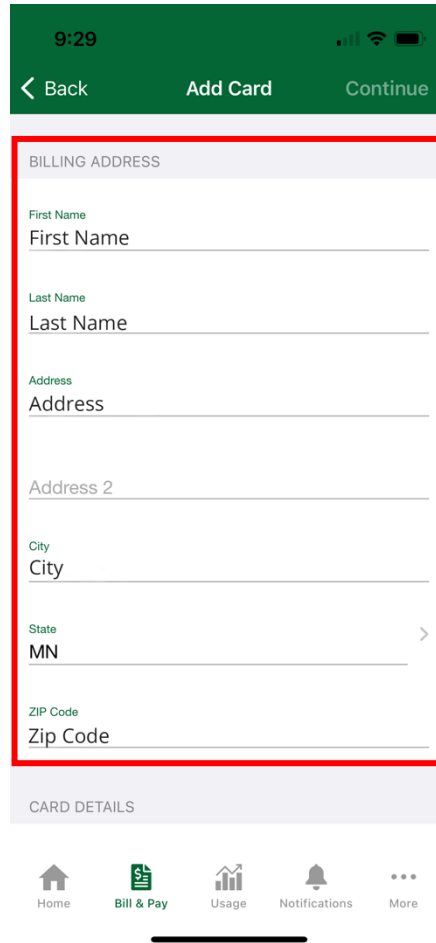 9:29
Back Add Card Continue
BILLING ADDRESS
First Name
First Name
Last Name
Last Name
Address
Address
Address 2
City
City
State
MN
ZIP Code
Zip Code
CARD DETAILS
Home Bill & Pay Usage Notifications More